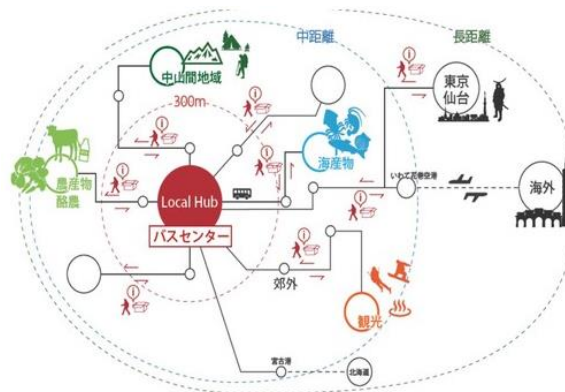 中距離
長距離
中山間地域
300m
東京
仙台
農産物
酪農
海産物
Local Hub
バスセンター
いわて花巻空港
海外
郊外
観光
宮古港
北海道